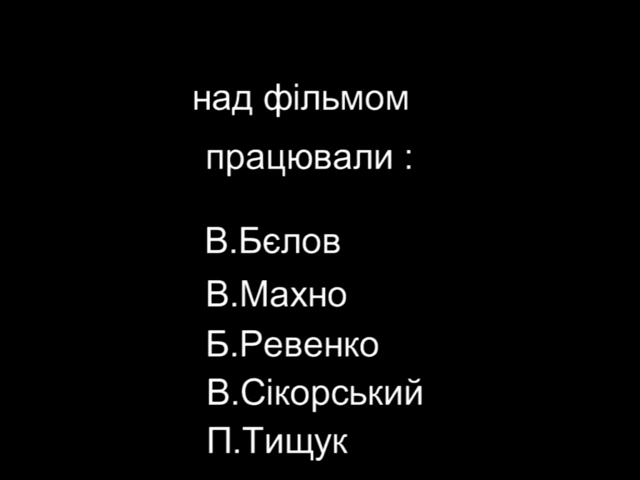 над фільмом
працювали :
В.Бєлов
В.Махно
Б.Ревенко
В.Сікорський
П.Тищук